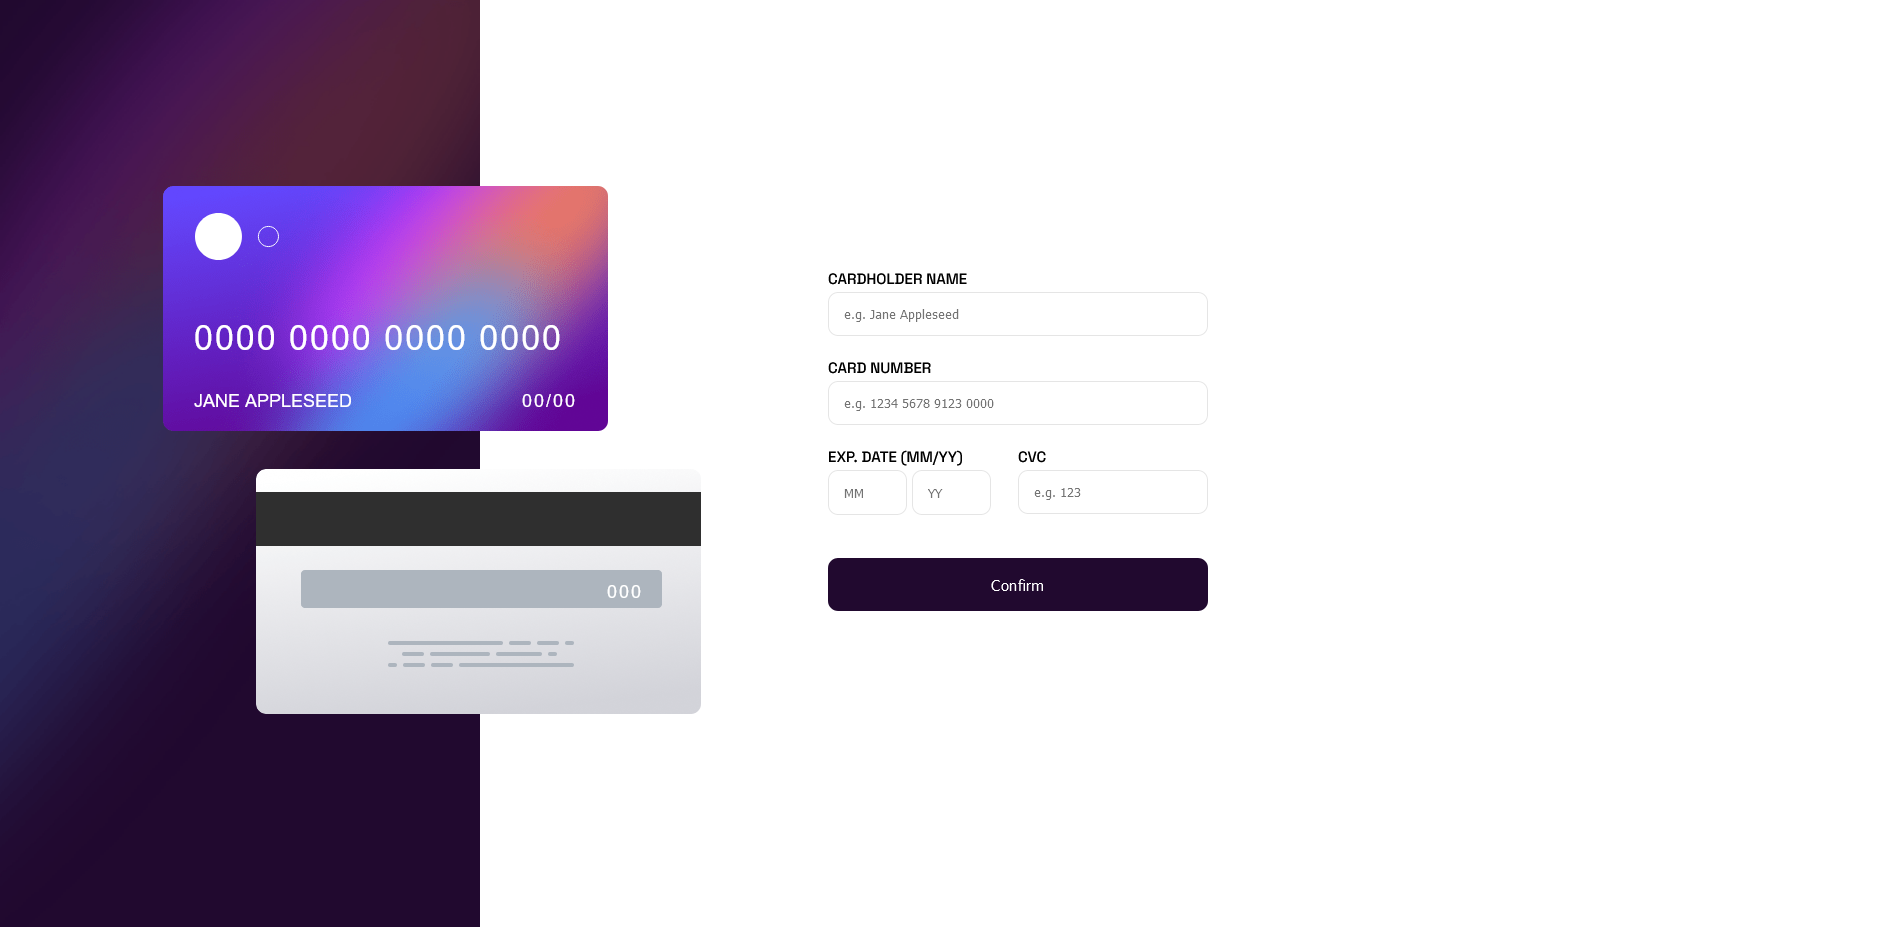 0000 0000 0000 0000
JANE APPLESEED 00/00
000
CARDHOLDER NAME
e.g. Jane Appleseed
CARD NUMBER
e.g. 1234 5678 9123 0000
EXP. DATE (MM/YY) CVC
MM YY e.g. 123
Confirm